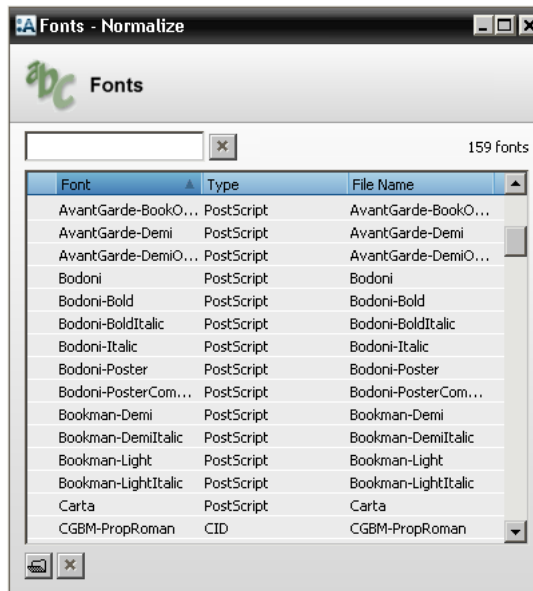 :A Fonts - Normalize
abc Fonts
159 fonts
Font Type File Name
AvantGarde-BookO... PostScript AvantGarde-BookO...
AvantGarde-Demi PostScript AvantGarde-Demi
AvantGarde-DemiO... PostScript AvantGarde-DemiO...
Bodoni PostScript Bodoni
Bodoni-Bold PostScript Bodoni-Bold
Bodoni-BoldItalic PostScript Bodoni-BoldItalic
Bodoni-Italic PostScript Bodoni-Italic
Bodoni-Poster PostScript Bodoni-Poster
Bodoni-PosterCom... PostScript Bodoni-PosterCom...
Bookman-Demi PostScript Bookman-Demi
Bookman-DemiItalic PostScript Bookman-DemiItalic
Bookman-Light PostScript Bookman-Light
Bookman-LightItalic PostScript Bookman-LightItalic
Carta PostScript Carta
CGBM-PropRoman CID CGBM-PropRoman